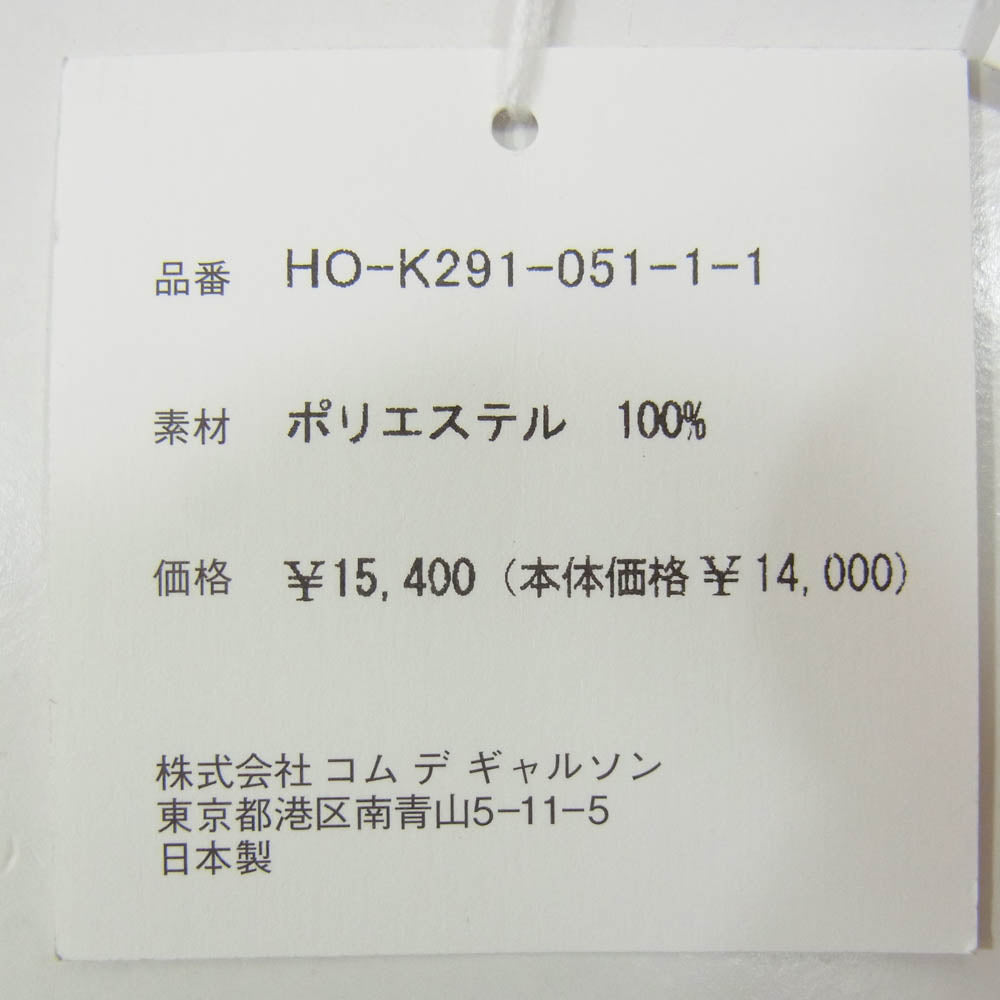 品番 HO-K291-051-1-1
素材 ポリエステル 100%
価格 ¥15,400 (本体価格¥14,000)
株式会社 コム デ ギャルソン
東京都港区南青山5-11-5
日本製